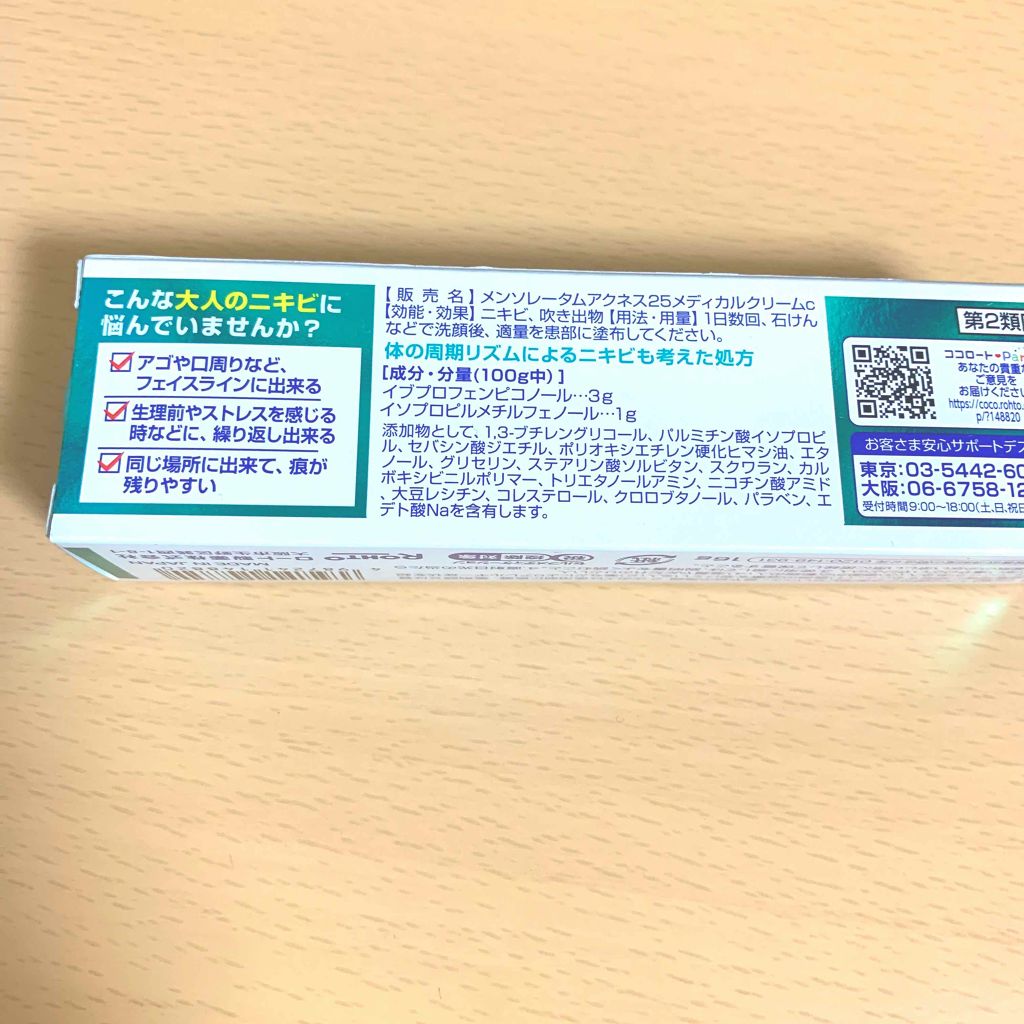 こんな大人のニキビに
悩んでいませんか？
アゴや口周りなど、
フェイスラインに出来る
生理前やストレスを感じる
時などに、繰り返し出来る
同じ場所に出来て、痕が
残りやすい
【販売名】メンソレータムアクネス25メディカルクリームc
【効能・効果】ニキビ、吹き出物【用法・用量】1日数回、石けん
などで洗顔後、適量を患部に塗布してください。
体の周期リズムによるニキビも考えた処方
［成分・分量(100g中)］
イブプロフェンピコノール…3g
イソプロピルメチルフェノール…1g
添加物として、1,3-ブチレングリコール、パルミチン酸イソプロピ
ル、セバシン酸ジエチル、ポリオキシエチレン硬化ヒマシ油、エタ
ノール、グリセリン、ステアリン酸ソルビタン、スクワラン、カル
ボキシビニルポリマー、トリエタノールアミン、ニコチン酸アミド
、大豆レシチン、コレステロール、クロロブタノール、パラベン、エ
デト酸Naを含有します。
第2類
ココロート Par
あなたの貴重な
ご意見を
お届けください
https://coco.rohto.
p/?148820
お客さま安心サポートデス
東京:03-5442-60
大阪:06-6758-12
受付時間9:00〜18:00(土、日、祝日
MADE IN JAPAN
ロート製薬株式会社
ROHTO
16g